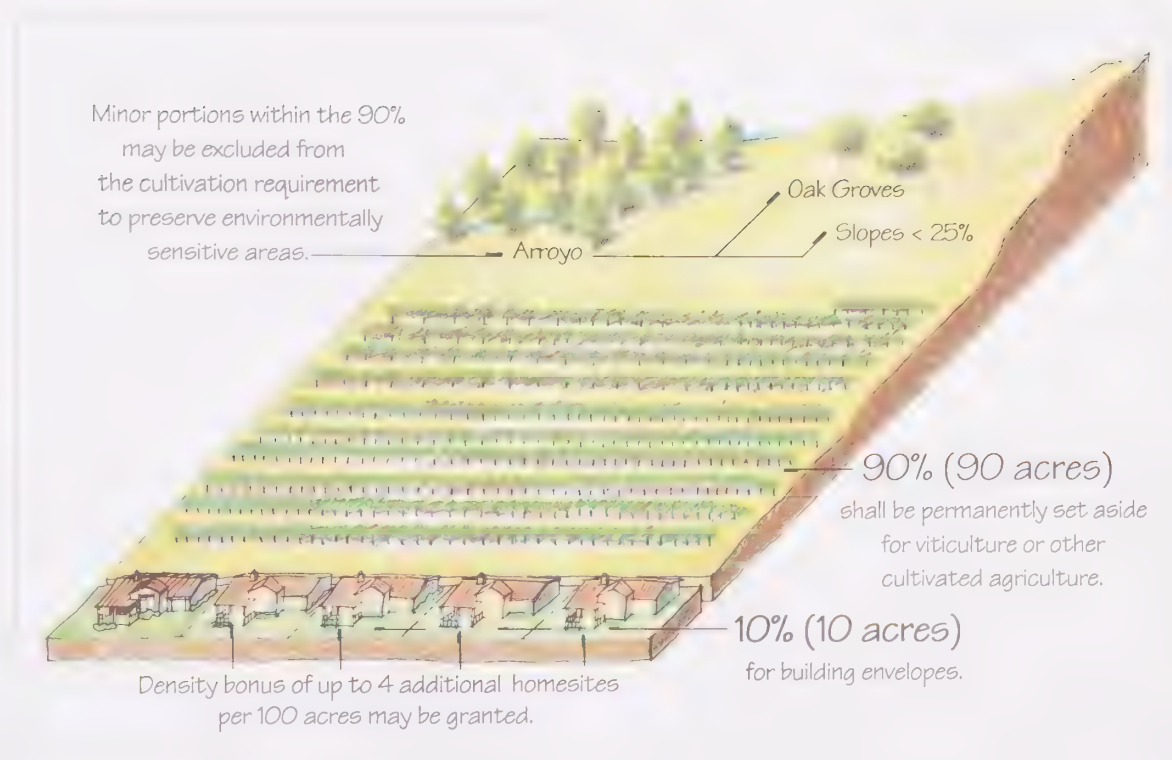 Minor portions within the 90%
may be excluded from
the cultivation requirement
to preserve environmentally
sensitive areas.
Arroyo
Oak Groves
Slopes < 25%
90% (90 acres)
shall be permanently set aside
for viticulture or other
cultivated agriculture.
10% (10 acres)
for building envelopes.
Density bonus of up to 4 additional homesites
per 100 acres may be granted.